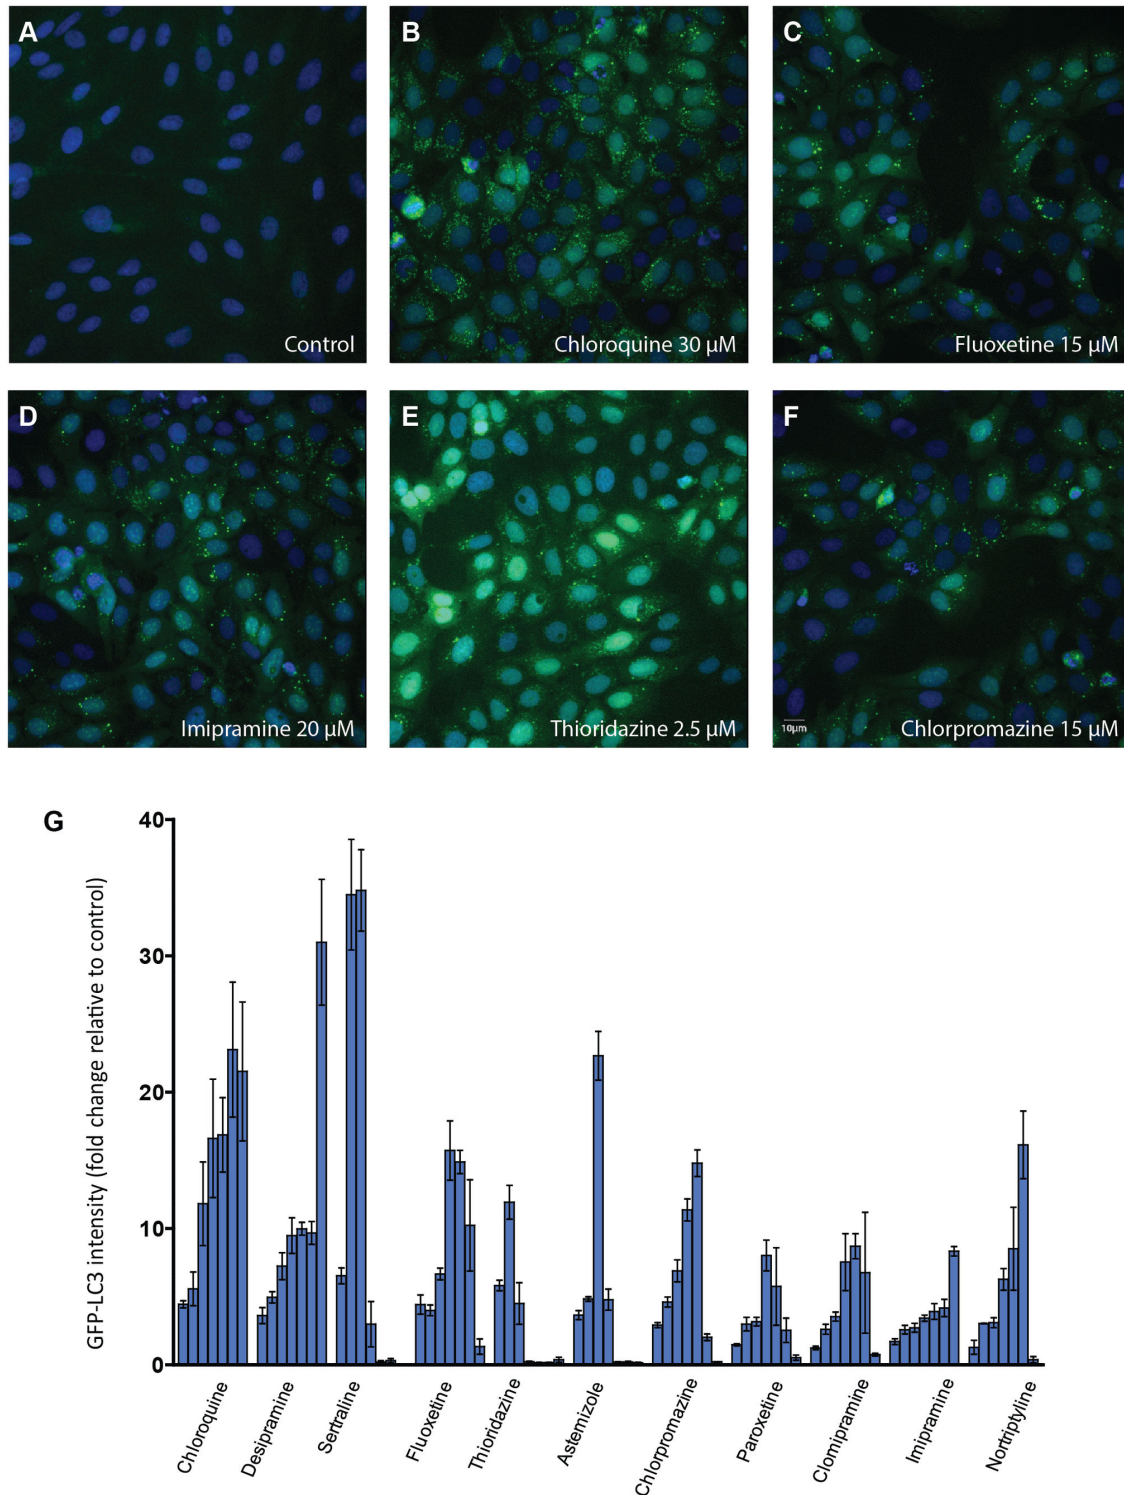 A
Control
B
Chloroquine 30 µM
C
Fluoxetine 15 µM
D
Imipramine 20 µM
E
Thioridazine 2.5 µM
F
10µm
Chlorpromazine 15 µM
G
GFP-LC3 intensity (fold change relative to control)
40
30
20
10
0
Chloroquine
Desipramine
Sertraline
Fluoxetine
Thioridazine
Astemizole
Chlorpromazine
Paroxetine
Clomipramine
Imipramine
Nortriptyline